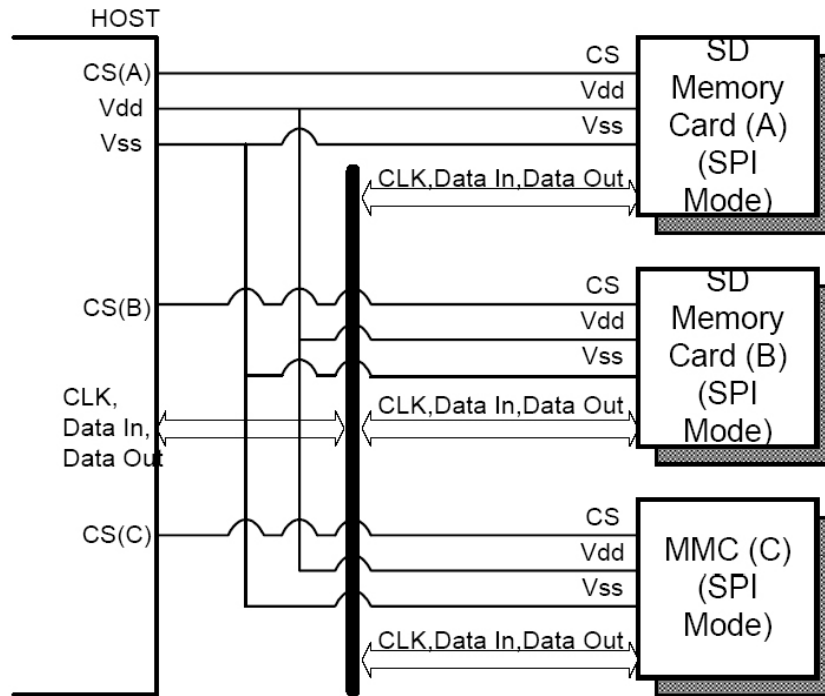 HOST
CS(A)
Vdd
Vss
CS
Vdd
Vss
CLK,Data In,Data Out
SD
Memory
Card (A)
(SPI
Mode)
CS(B)
CS
Vdd
Vss
CLK,Data In,Data Out
SD
Memory
Card (B)
(SPI
Mode)
CLK,
Data In,
Data Out
CS(C)
CS
Vdd
Vss
CLK,Data In,Data Out
MMC (C)
(SPI
Mode)